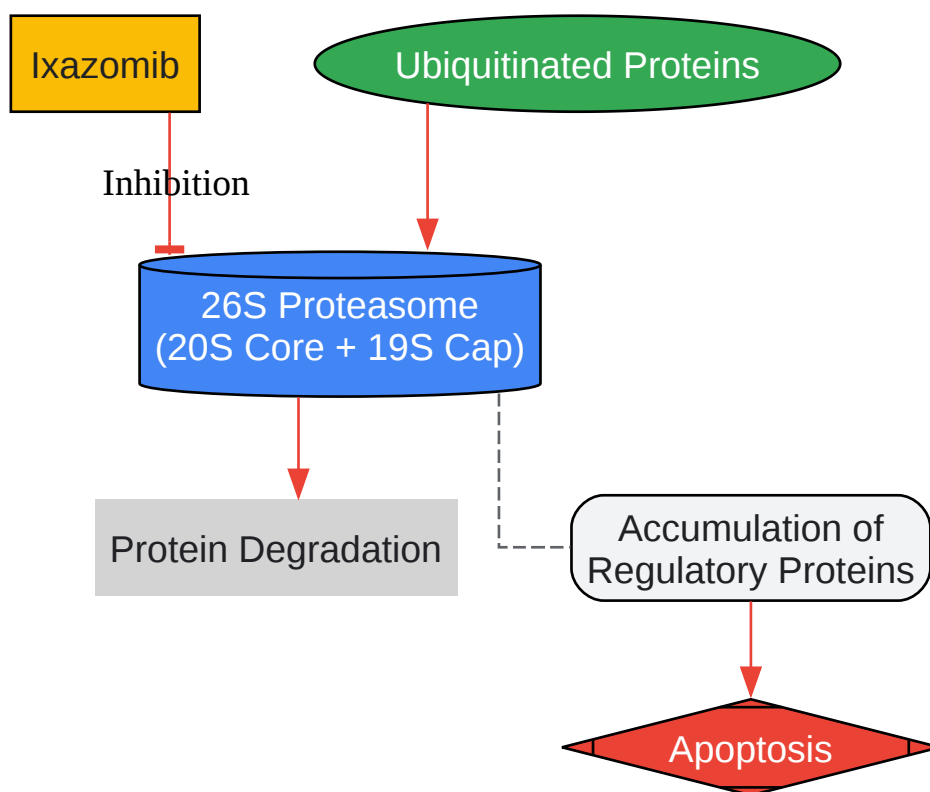 Ixazomib
Ubiquitinated Proteins
Inhibition
26S Proteasome
(20S Core + 19S Cap)
Protein Degradation
Accumulation of
Regulatory Proteins
Apoptosis